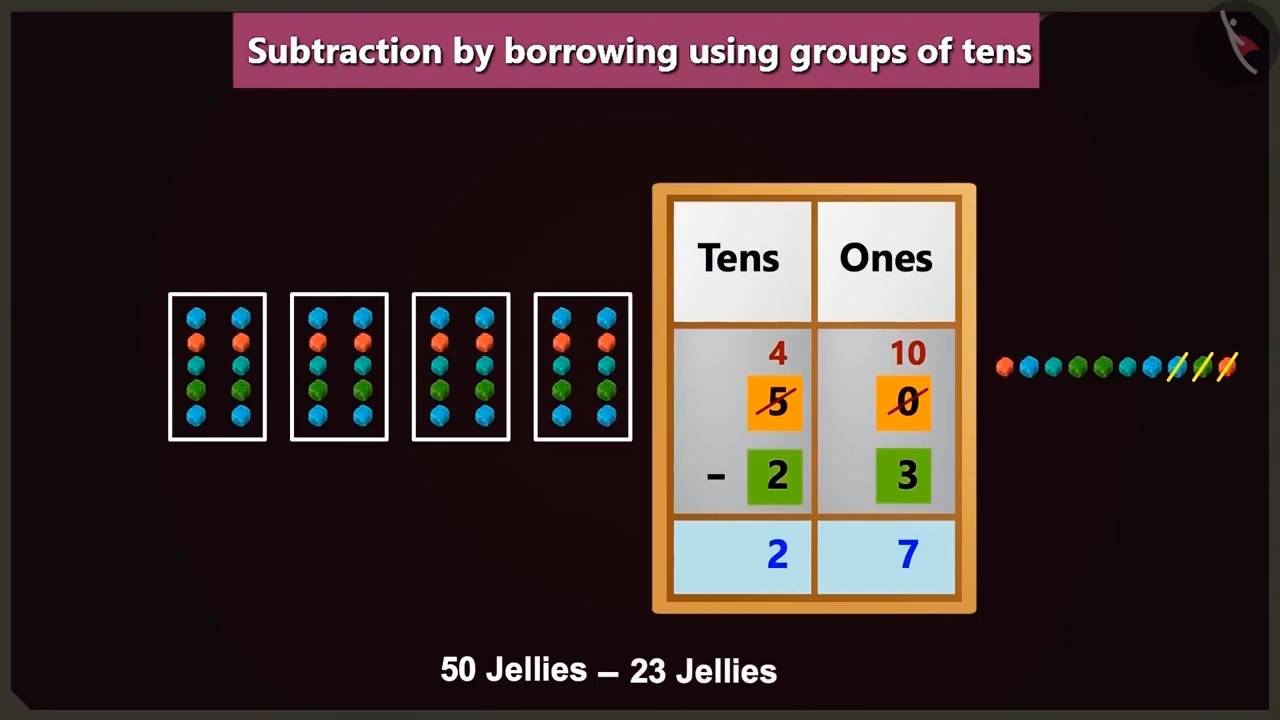 Subtraction by borrowing using groups of tens
Tens Ones
4 10
5 0
– 2 3
2 7
50 Jellies – 23 Jellies